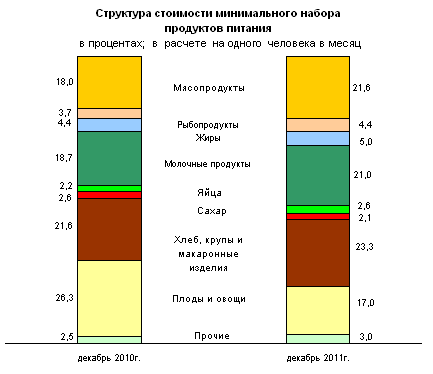 Структура стоимости минимального набора
продуктов питания
в процентах; в расчете на одного человека в месяц
18,0
Мясопродукты
21,6
3,7
4,4
Рыбопродукты
4,4
Жиры
5,0
18,7
Молочные продукты
21,0
2,2
Яйца
2,6
2,6
Сахар
2,1
21,6
Хлеб, крупы и
макаронные
изделия
23,3
26,3
Плоды и овощи
17,0
2,5
Прочие
3,0
декабрь 2010г.
декабрь 2011г.